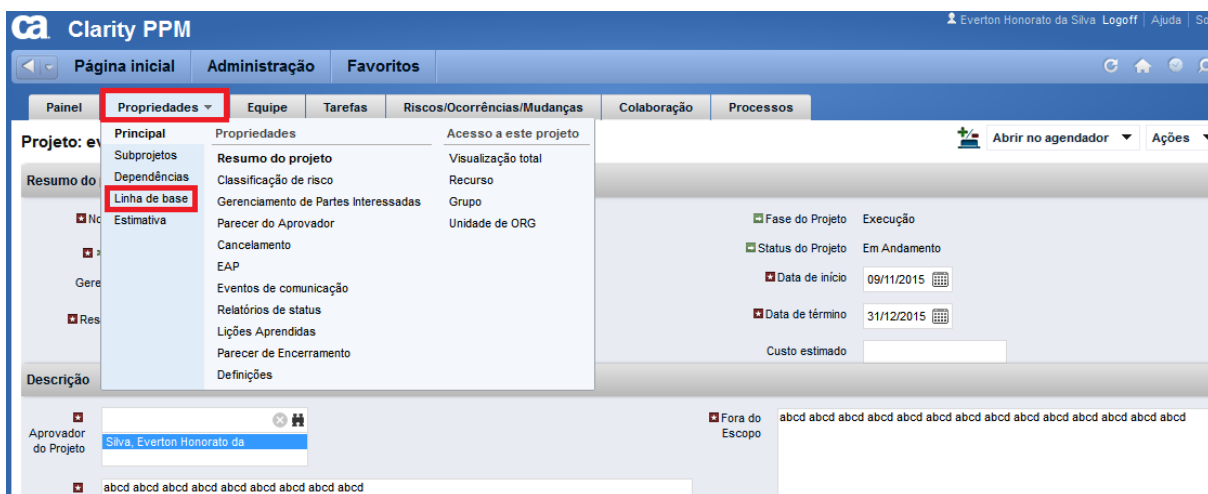 ca Clarity PPM
Everton Honorato da Silva Logoff | Ajuda |
Página inicial Administração Favoritos
Painel Propriedades Equipe Tarefas Riscos/Ocorrências/Mudanças Colaboração Processos
Projeto:
Abrir no agendador Ações
Principal
Subprojetos
Dependências
Linha de base
Estimativa
Propriedades
Resumo do projeto
Classificação de risco
Gerenciamento de Partes Interessadas
Parecer do Aprovador
Cancelamento
EAP
Eventos de comunicação
Relatórios de status
Lições Aprendidas
Parecer de Encerramento
Definições
Acesso a este projeto
Visualização total
Recurso
Grupo
Unidade de ORG
Resumo do
Fase do Projeto Execução
Status do Projeto Em Andamento
Data de início 09/11/2015
Data de término 31/12/2015
Custo estimado
Descrição
Aprovador
do Projeto
Silva, Everton Honorato da
Fora do
Escopo
abcd abcd abcd abcd abcd abcd abcd abcd abcd abcd abcd abcd abcd abcd
abcd abcd abcd abcd abcd abcd abcd abcd abcd